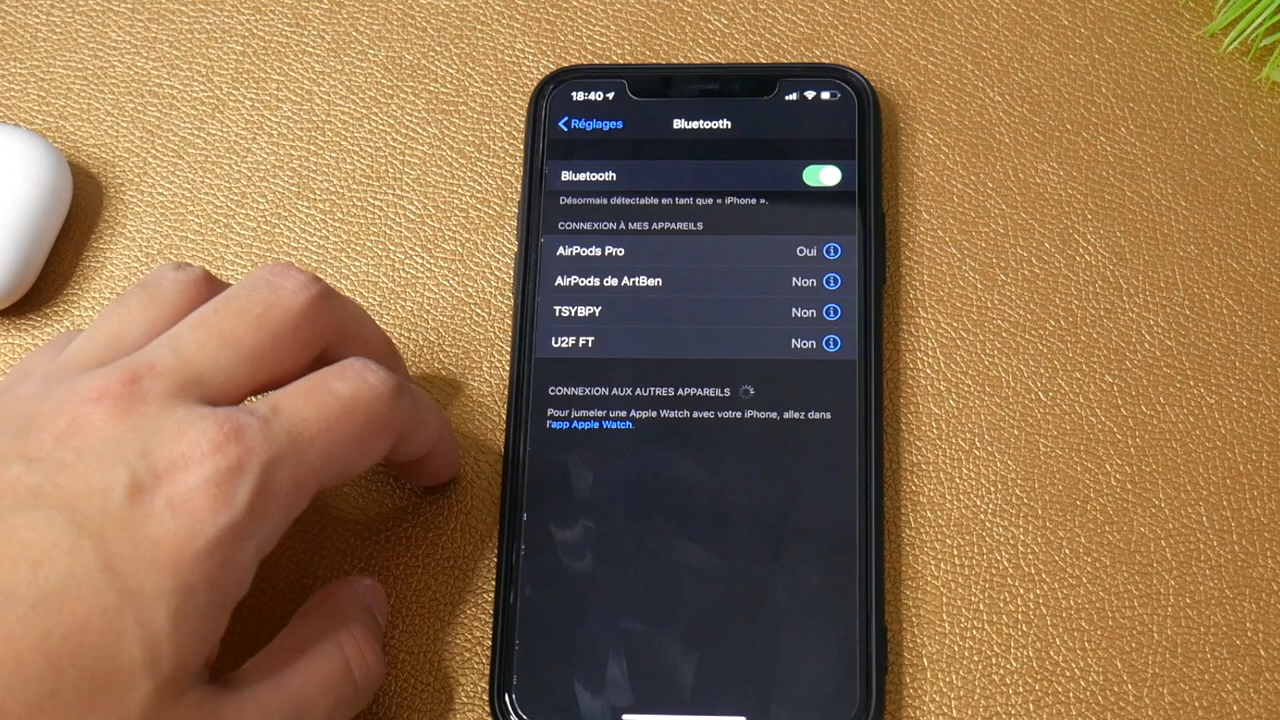 18:40
Réglages Bluetooth
Bluetooth
Désormais détectable en tant que « iPhone ».
CONNEXION À MES APPAREILS
AirPods Pro Oui
AirPods de ArtBen Non
TSYBPY Non
U2F FT Non
CONNEXION AUX AUTRES APPAREILS
Pour jumeler une Apple Watch avec votre iPhone, allez dans
l'app Apple Watch.